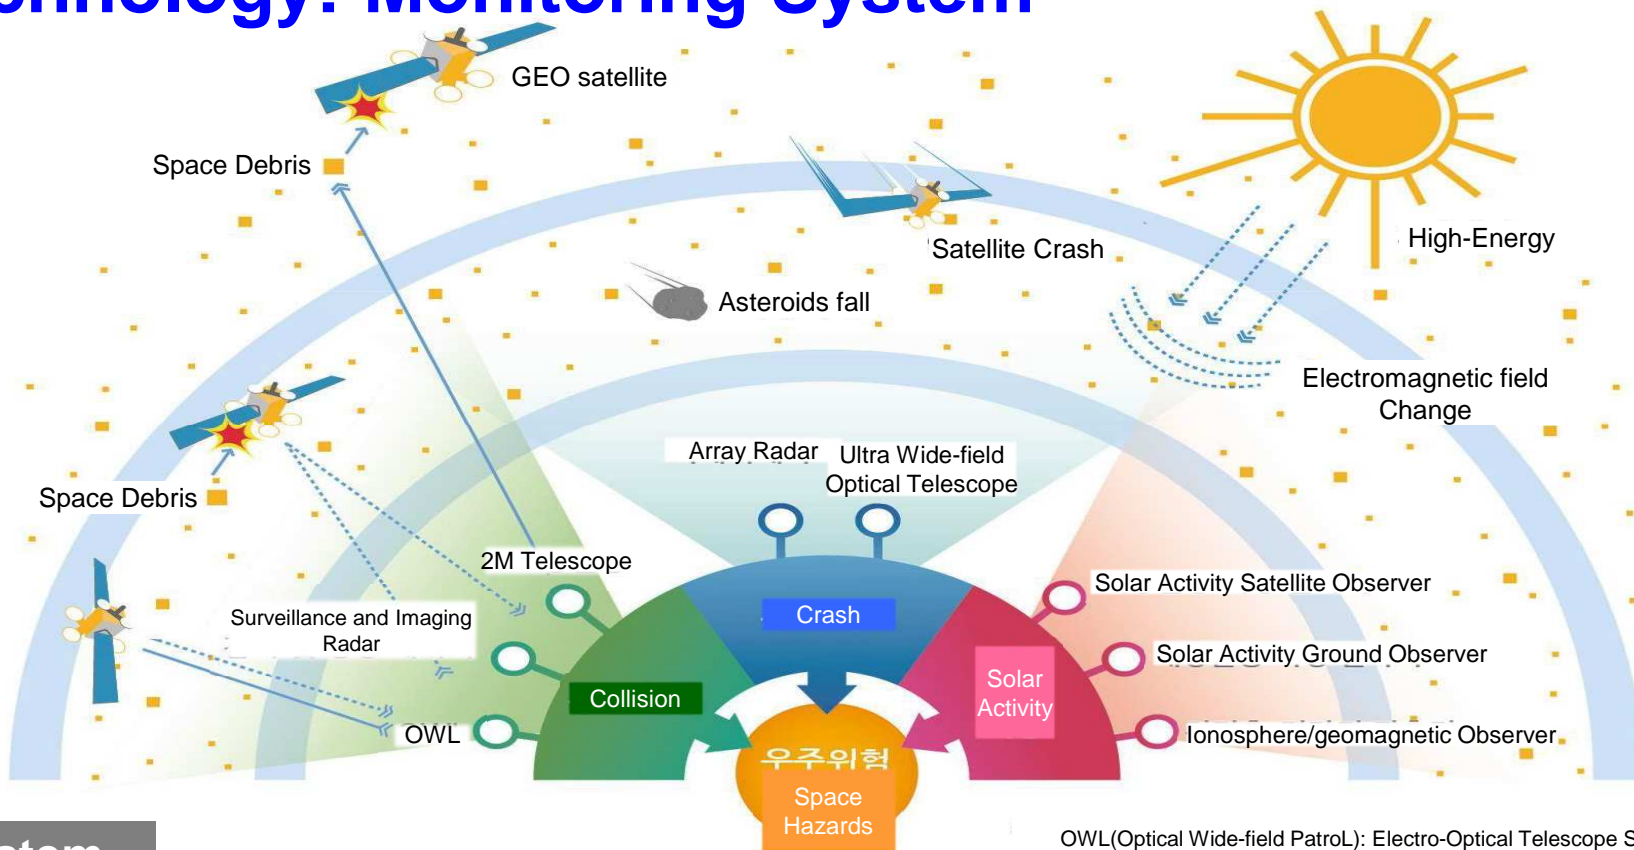 Technology: Monitoring System
GEO satellite
Space Debris
Satellite Crash
High-Energy
Asteroids fall
Electromagnetic field
Change
Array Radar
Ultra Wide-field
Optical Telescope
Space Debris
2M Telescope
Solar Activity Satellite Observer
Surveillance and Imaging
Radar
Crash
Solar Activity Ground Observer
Collision
Solar
Activity
OWL
Ionosphere/geomagnetic Observer
우주위험
Space
Hazards
OWL(Optical Wide-field PatroL): Electro-Optical Telescope S